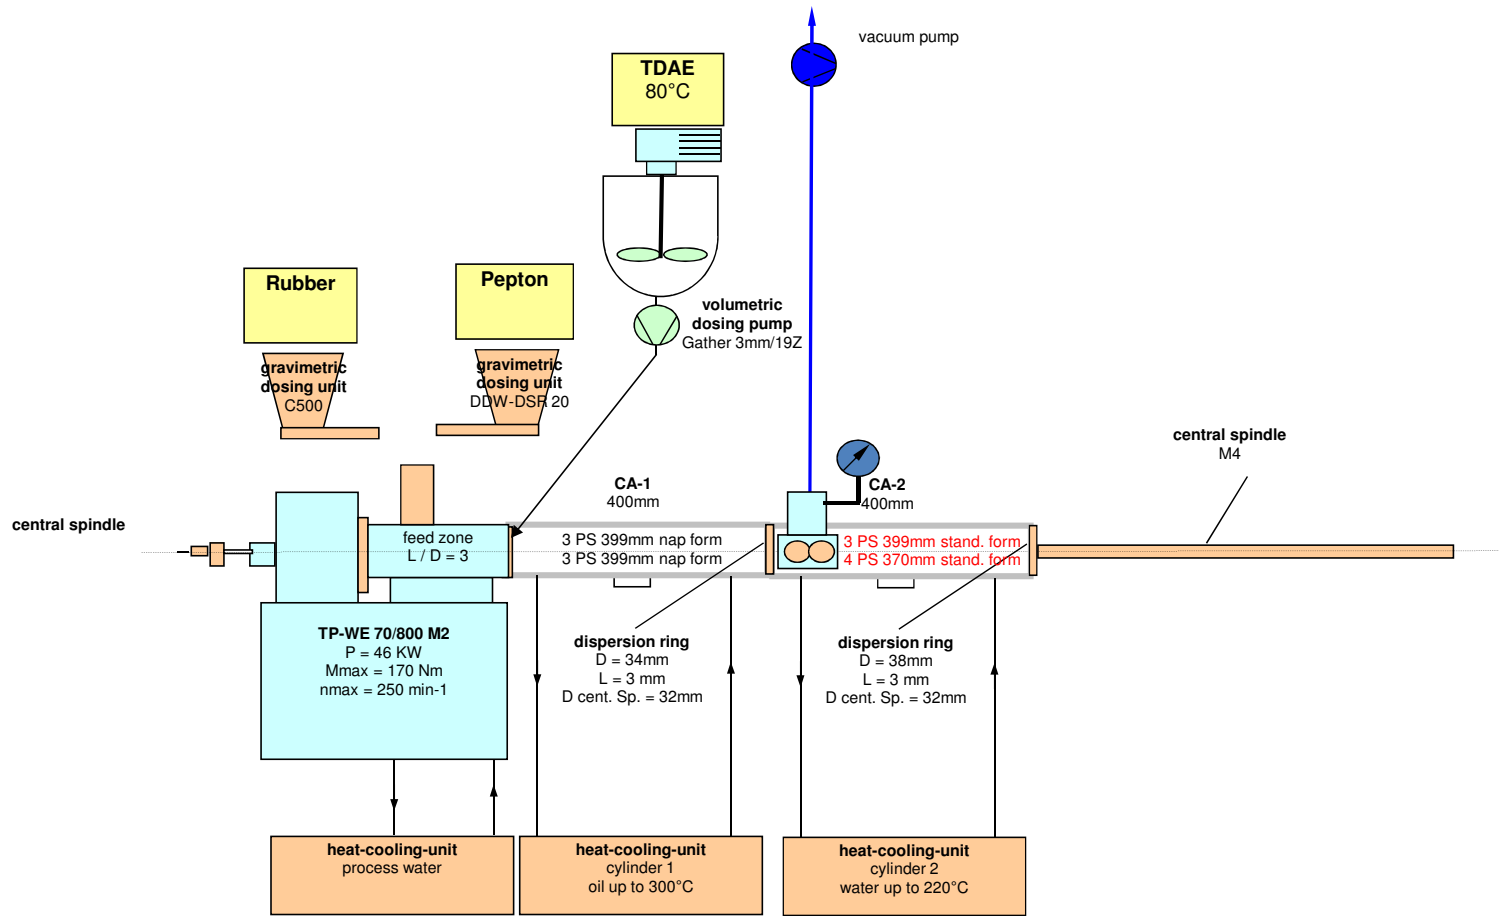 vacuum pump
TDAE
80°C
Rubber
Pepton
volumetric
dosing pump
Gather 3mm/19Z
gravimetric
dosing unit
C500
gravimetric
dosing unit
DDW-DSR 20
central spindle
M4
CA-1
400mm
CA-2
400mm
central spindle
feed zone
L / D = 3
3 PS 399mm nap form
3 PS 399mm nap form
3 PS 399mm stand. form
4 PS 370mm stand. form
TP-WE 70/800 M2
P = 46 KW
Mmax = 170 Nm
nmax = 250 min-1
dispersion ring
D = 34mm
L = 3 mm
D cent. Sp. = 32mm
dispersion ring
D = 38mm
L = 3 mm
D cent. Sp. = 32mm
heat-cooling-unit
process water
heat-cooling-unit
cylinder 1
oil up to 300°C
heat-cooling-unit
cylinder 2
water up to 220°C